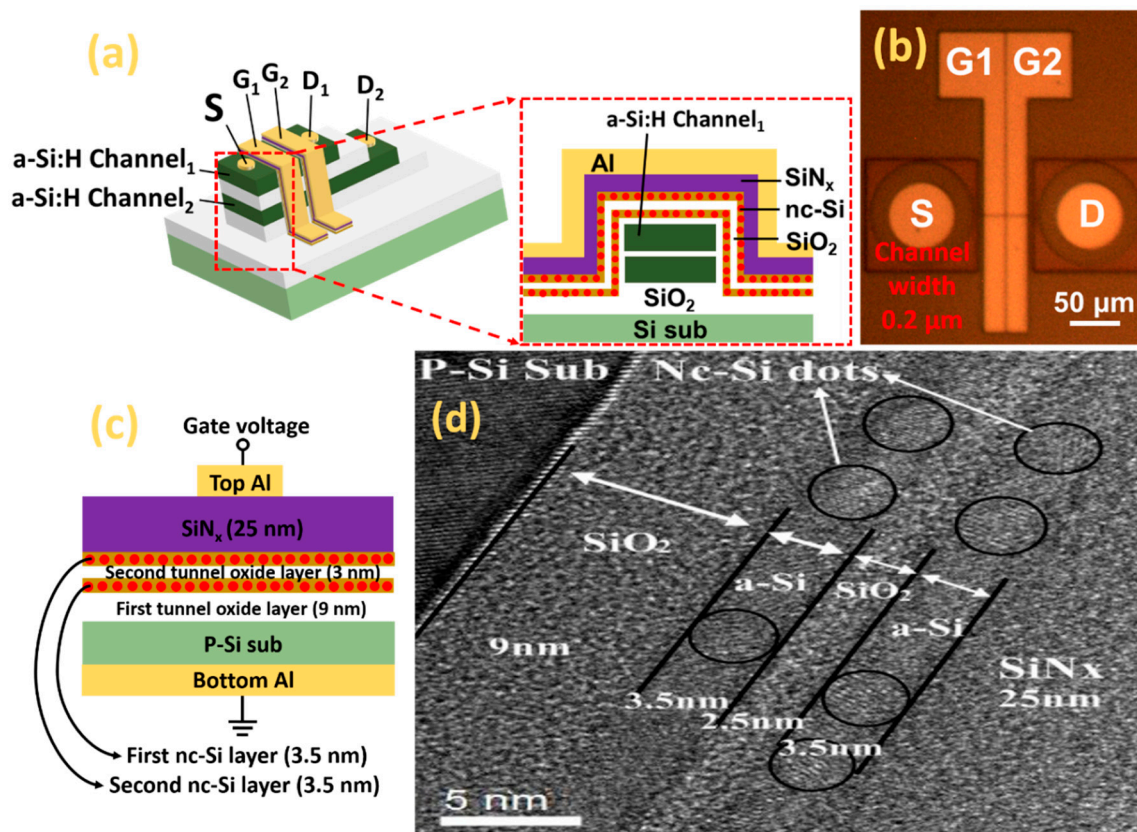 (a)
S
G1
G2
D1
D2
a-Si:H Channel1
a-Si:H Channel2
a-Si:H Channel1
Al
SiNx
nc-Si
SiO2
SiO2
Si sub
(b)
G1 G2
S
D
Channel
width
0.2 µm
50 µm
(c)
Gate voltage
Top Al
SiNx (25 nm)
Second tunnel oxide layer (3 nm)
First tunnel oxide layer (9 nm)
P-Si sub
Bottom Al
First nc-Si layer (3.5 nm)
Second nc-Si layer (3.5 nm)
(d)
P-Si Sub
Nc-Si dots
SiO2
a-Si
SiO2
a-Si
9nm
SiNx
25nm
3.5nm
2.5nm
3.5nm
5 nm